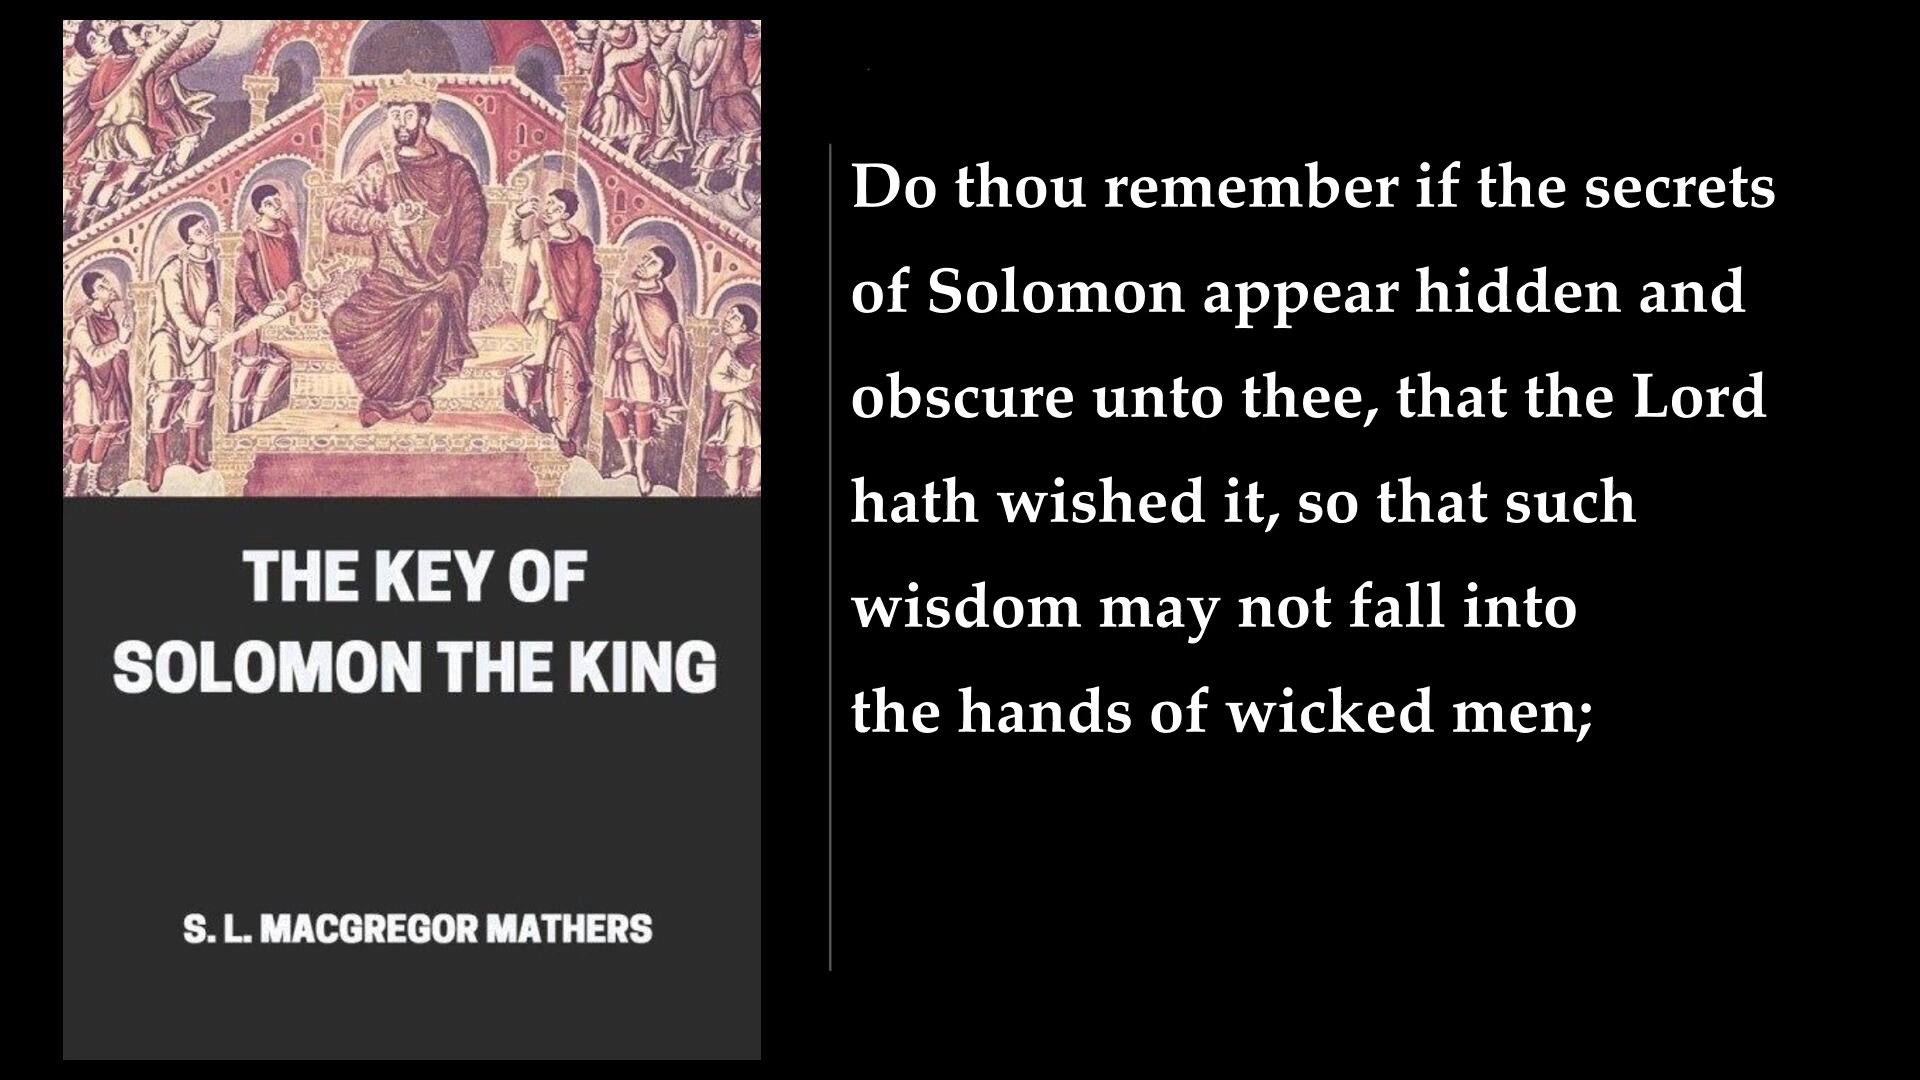 THE KEY OF
SOLOMON THE KING
S. L. MACGREGOR MATHERS
Do thou remember if the secrets
of Solomon appear hidden and
obscure unto thee, that the Lord
hath wished it, so that such
wisdom may not fall into
the hands of wicked men;